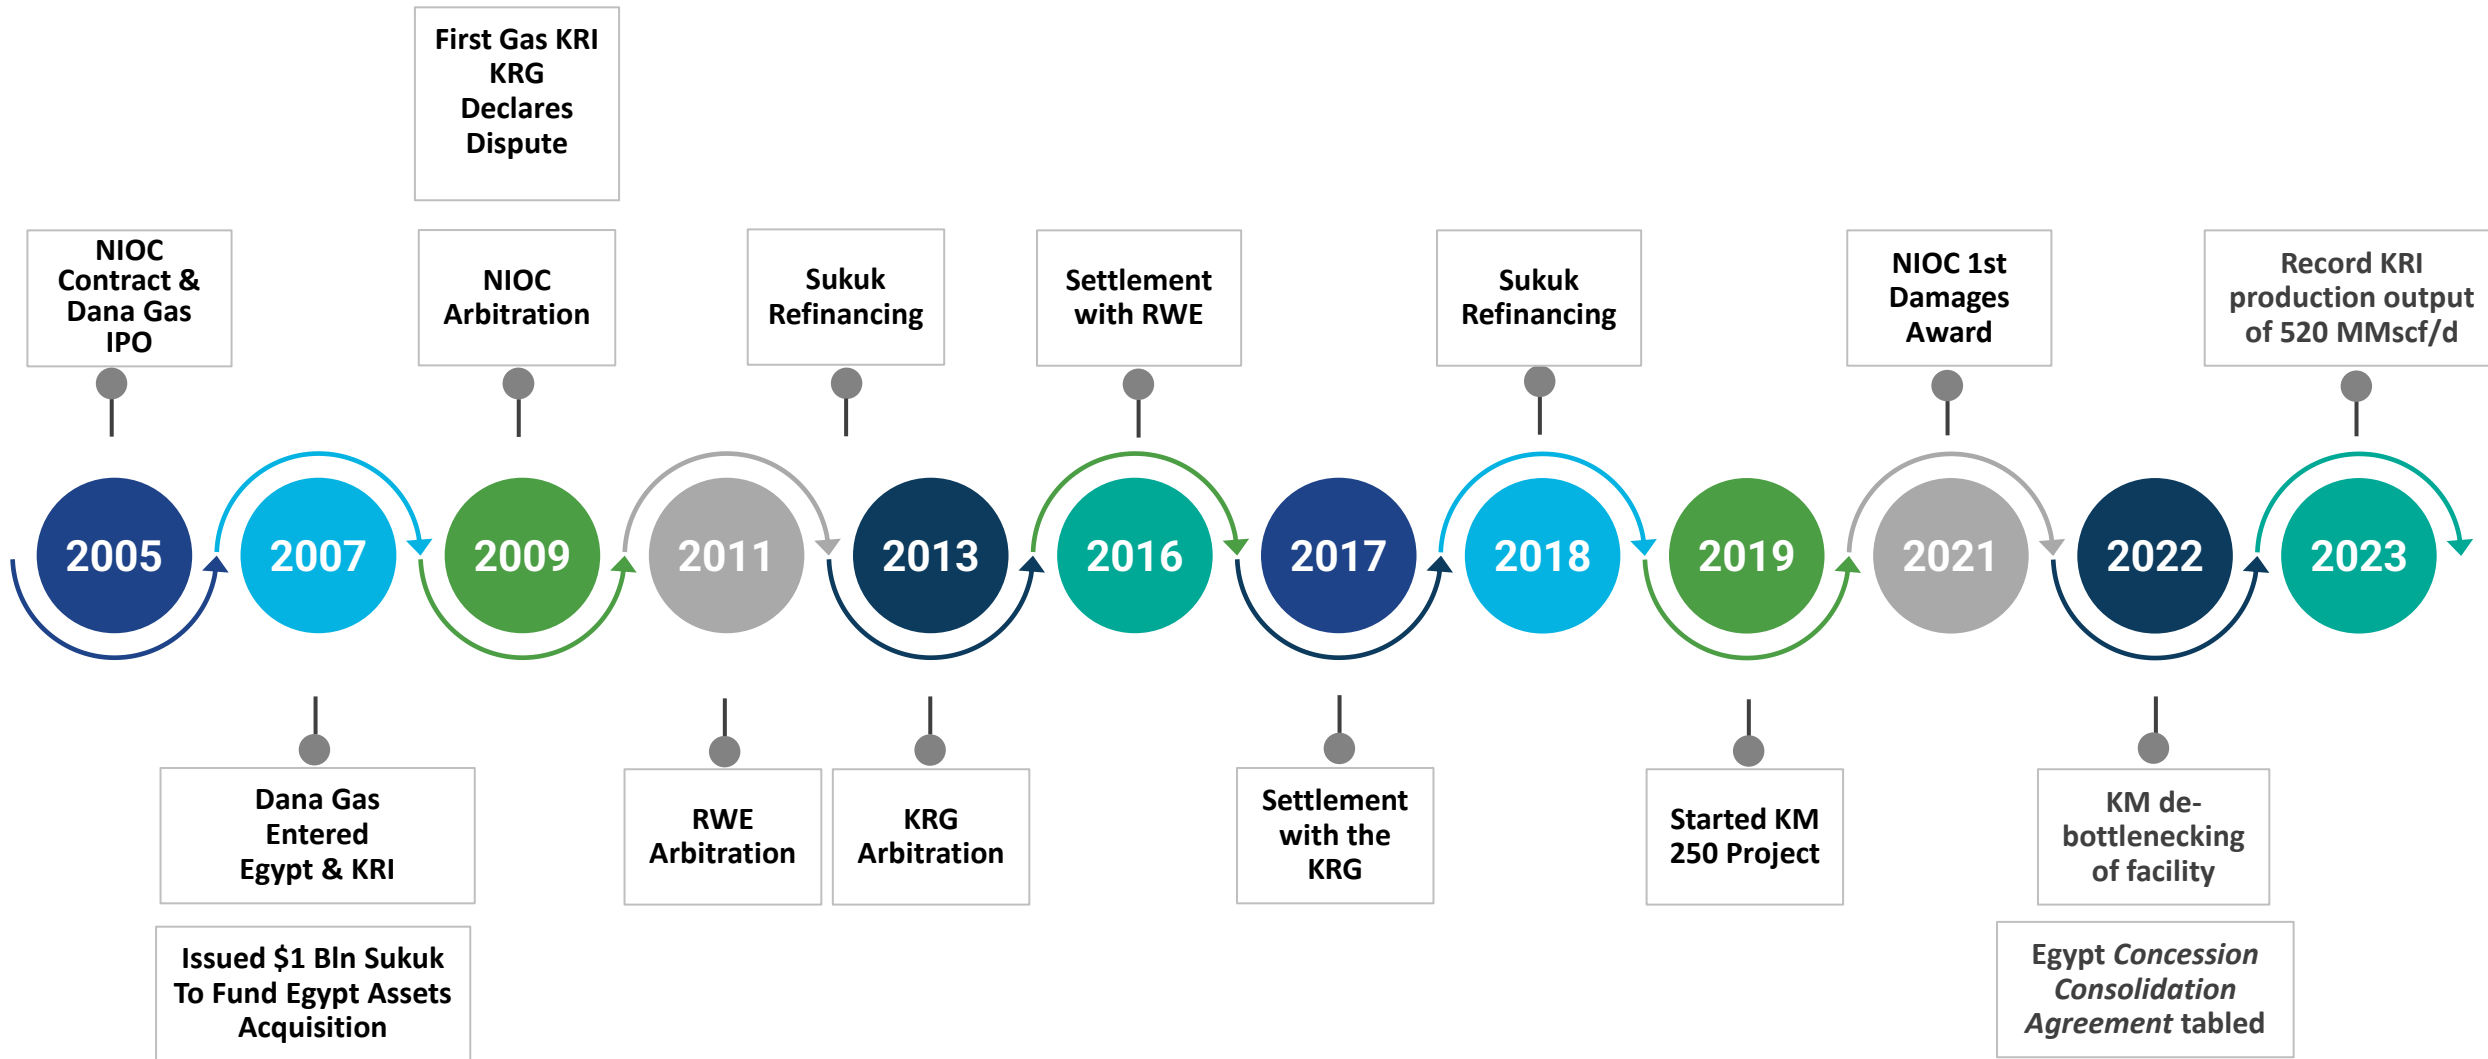 First Gas KRI
KRG
Declares
Dispute
NIOC
Contract &
Dana Gas
IPO
NIOC
Arbitration
Sukuk
Refinancing
Settlement
with RWE
Sukuk
Refinancing
NIOC 1st
Damages
Award
Record KRI
production output
of 520 MMscf/d
2005
2007
2009
2011
2013
2016
2017
2018
2019
2021
2022
2023
Dana Gas
Entered
Egypt & KRI
Issued $1 Bln Sukuk
To Fund Egypt Assets
Acquisition
RWE
Arbitration
KRG
Arbitration
Settlement
with the
KRG
Started KM
250 Project
KM de-
bottlenecking
of facility
Egypt Concession
Consolidation
Agreement tabled